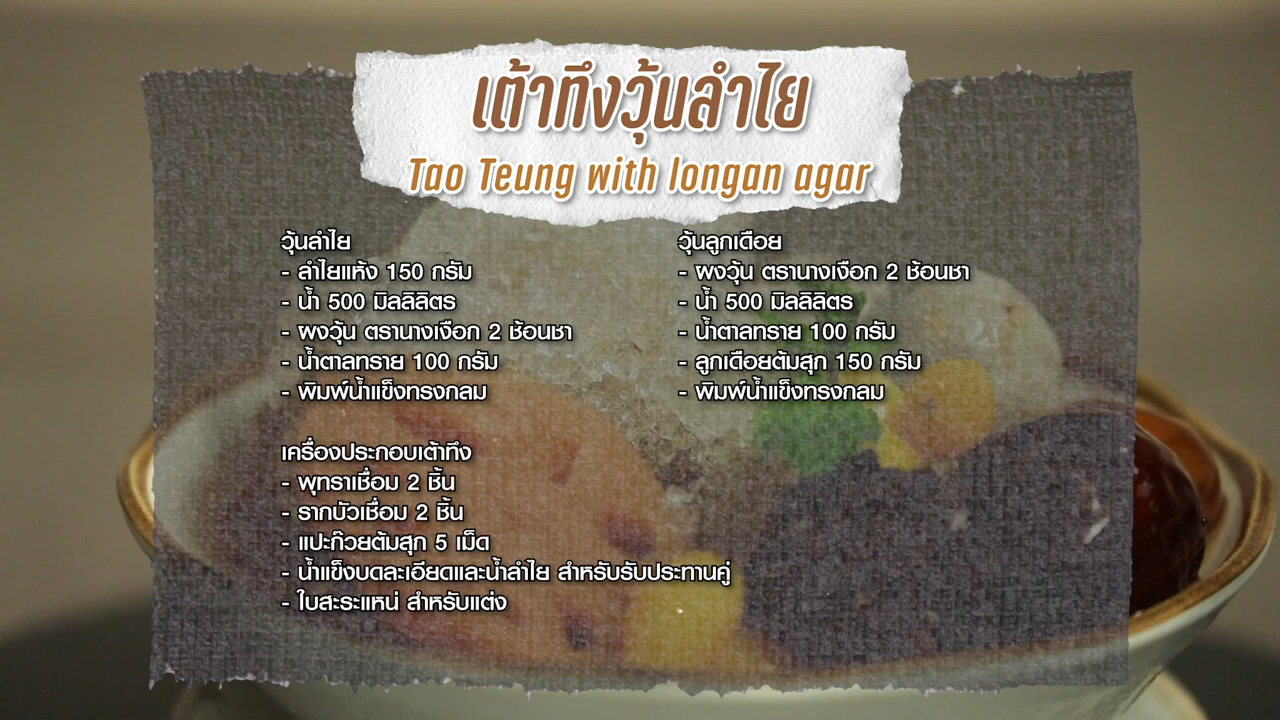 เต้าทึงวุ้นลำไย
Tao Teung with longan agar
วุ้นลำไย
- ลำไยแห้ง 150 กรัม
- น้ำ 500 มิลลิลิตร
- ผงวุ้น ตรานางเงือก 2 ช้อนชา
- น้ำตาลทราย 100 กรัม
- พิมพ์น้ำแข็งทรงกลม
วุ้นลูกเดือย
- ผงวุ้น ตรานางเงือก 2 ช้อนชา
- น้ำ 500 มิลลิลิตร
- น้ำตาลทราย 100 กรัม
- ลูกเดือยต้มสุก 150 กรัม
- พิมพ์น้ำแข็งทรงกลม
เครื่องประกอบเต้าทึง
- พุทราเชื่อม 2 ชิ้น
- รากบัวเชื่อม 2 ชิ้น
- แปะก๊วยต้มสุก 5 เม็ด
- น้ำแข็งบดละเอียดและน้ำลำไย สำหรับรับประทานคู่
- ใบสะระแหน่ สำหรับแต่ง